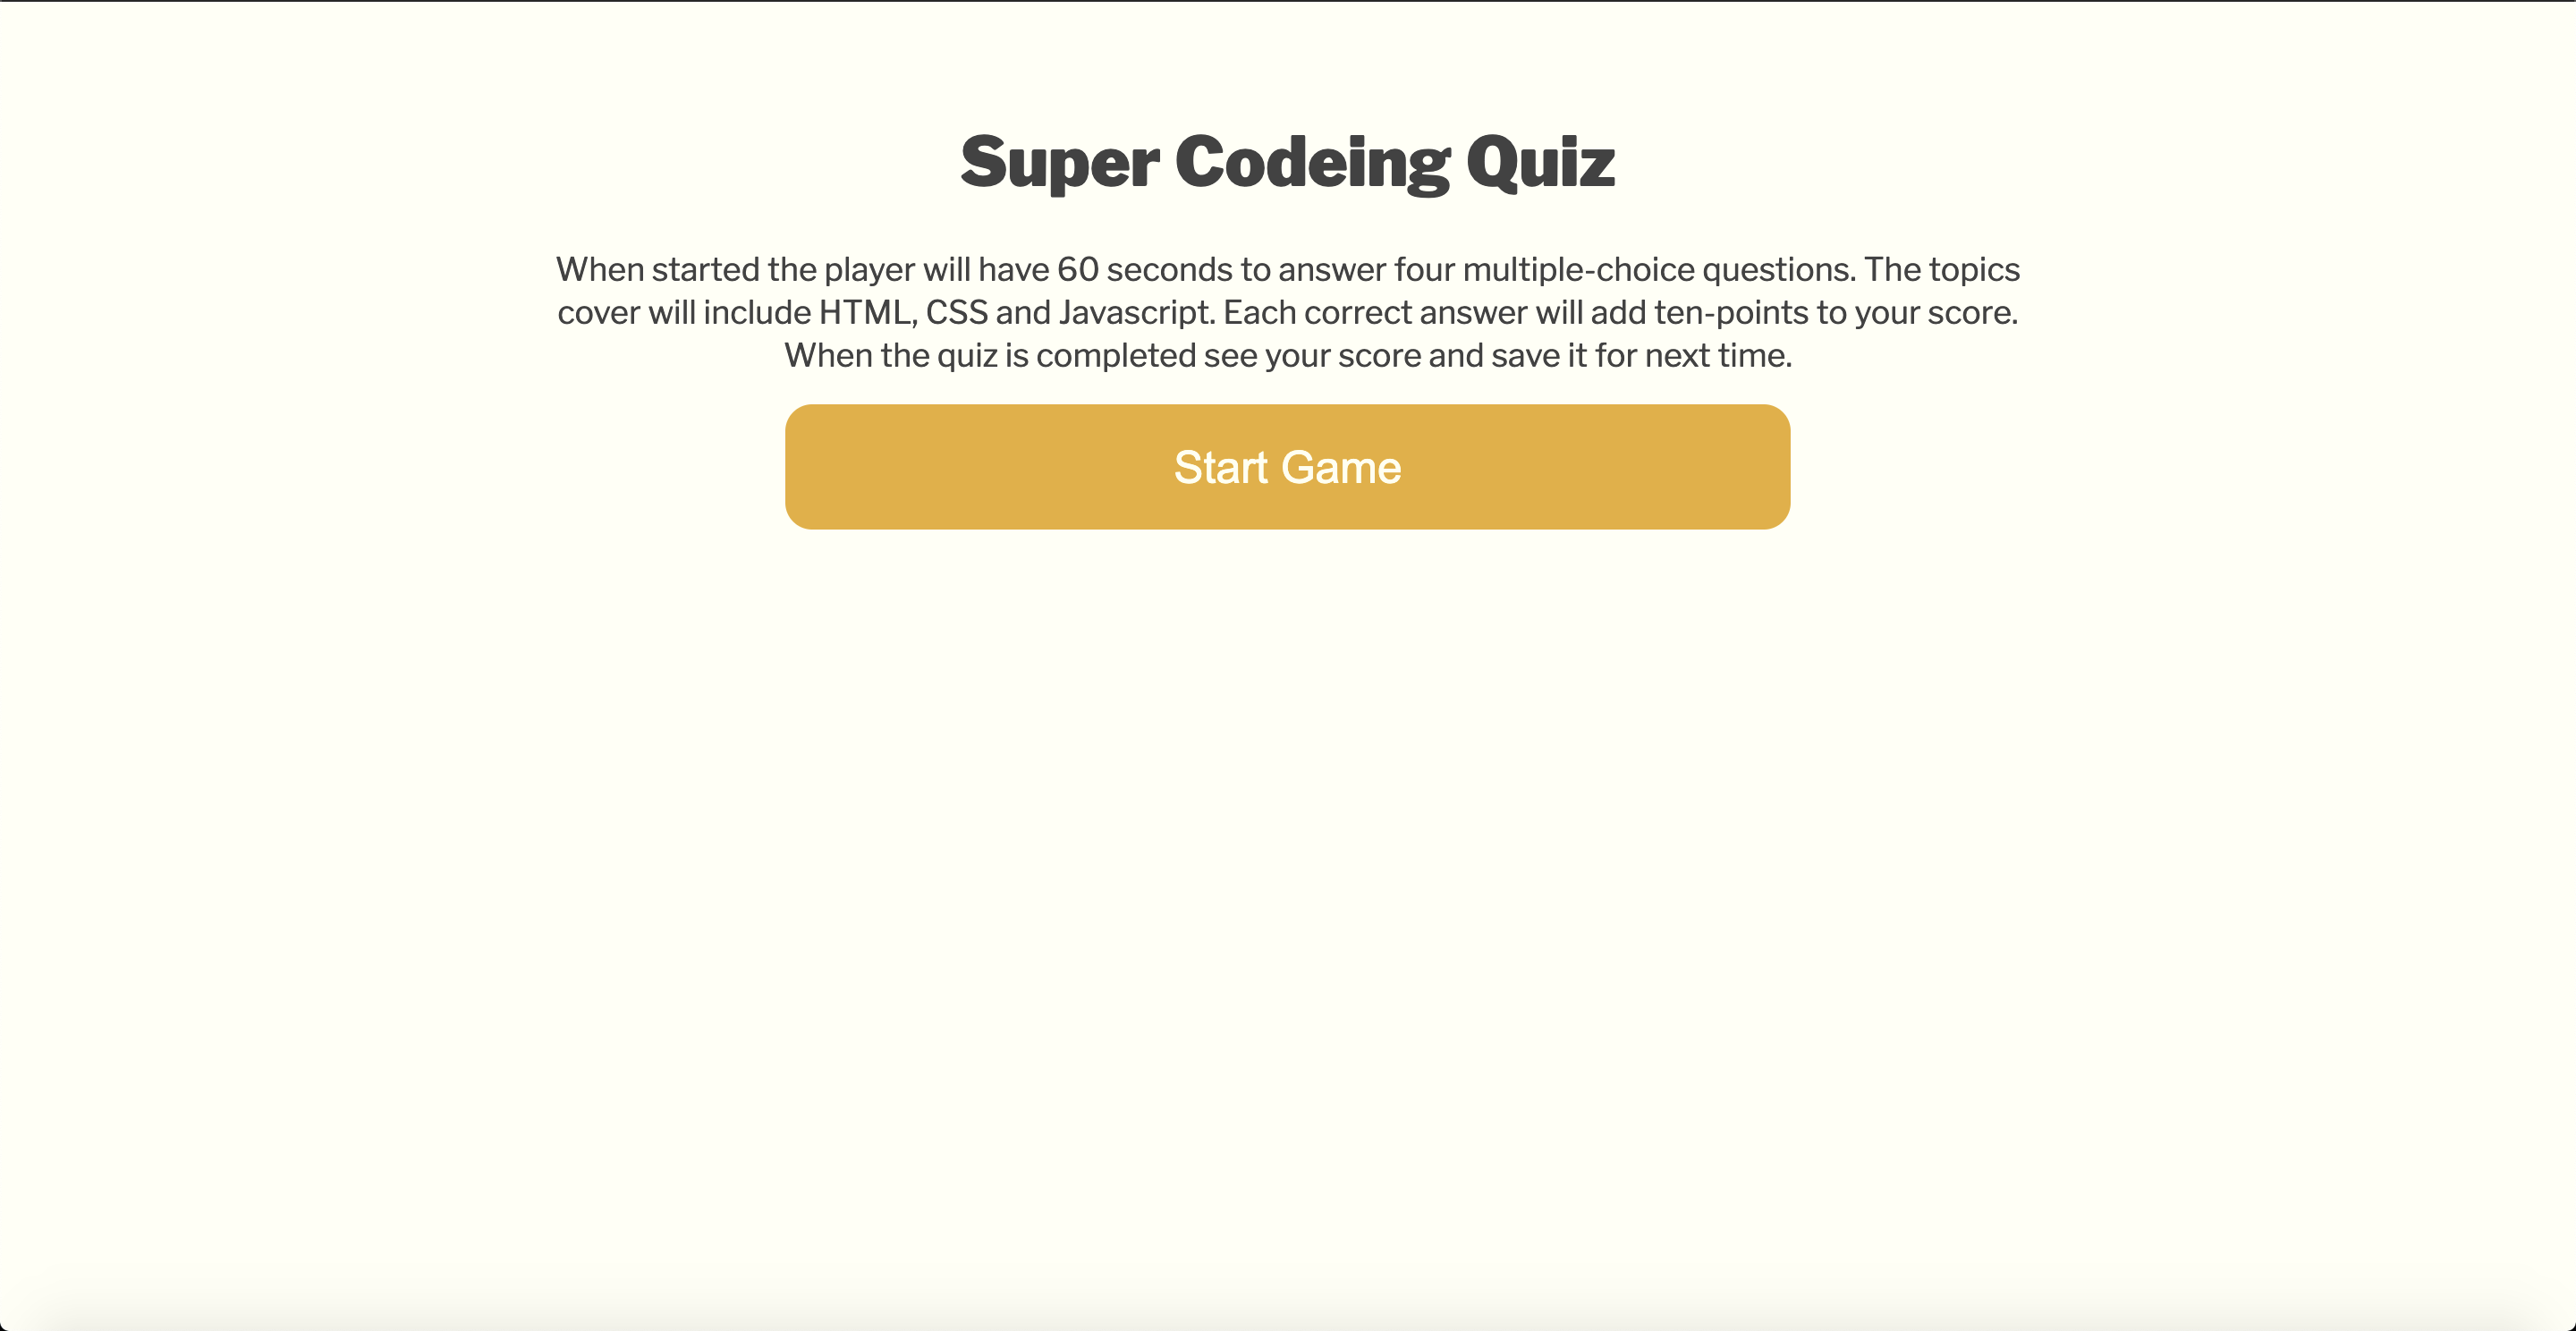 Super Codeing Quiz
When started the player will have 60 seconds to answer four multiple-choice questions. The topics
cover will include HTML, CSS and Javascript. Each correct answer will add ten-points to your score.
When the quiz is completed see your score and save it for next time.
Start Game